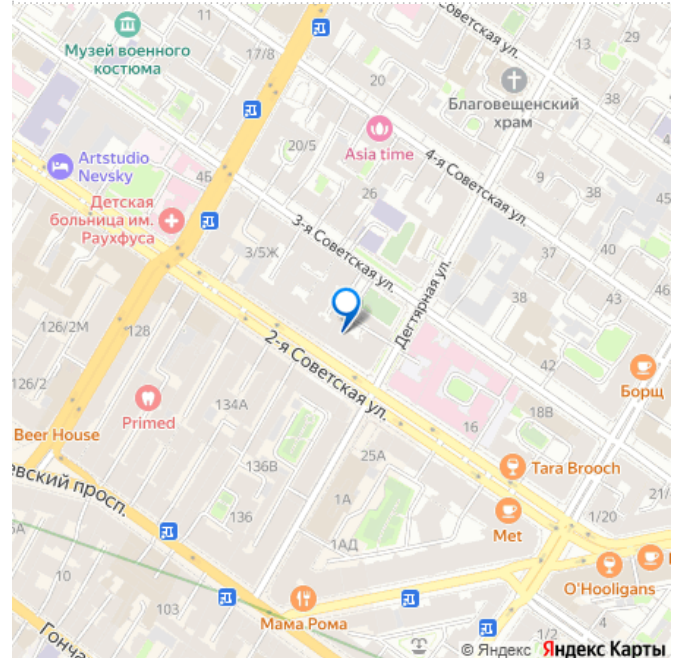 11
Советская ул.
Музей военного
костюма
17/8
20
Благовещенский
храм
38
13
20/5
Asia time
4-я Советская ул.
Artstudio
Nevsky
46
26
9
38
45
Детская
больница им.
Раухфуса
3-я Советская ул.
3/5Ж
37
40
43
46
Дегтярная ул.
38
126/2М
128
2-я Советская ул.
42
Борщ
126/2
Primed
134А
18В
16
Beer House
Tara Brooch
25А
136В
евский просп.
1А
21/
Met
1/20
136
1АД
O'Hooligans
10
103
Мама Рома
Гонча
1/2
© Яндекс Яндекс Карты